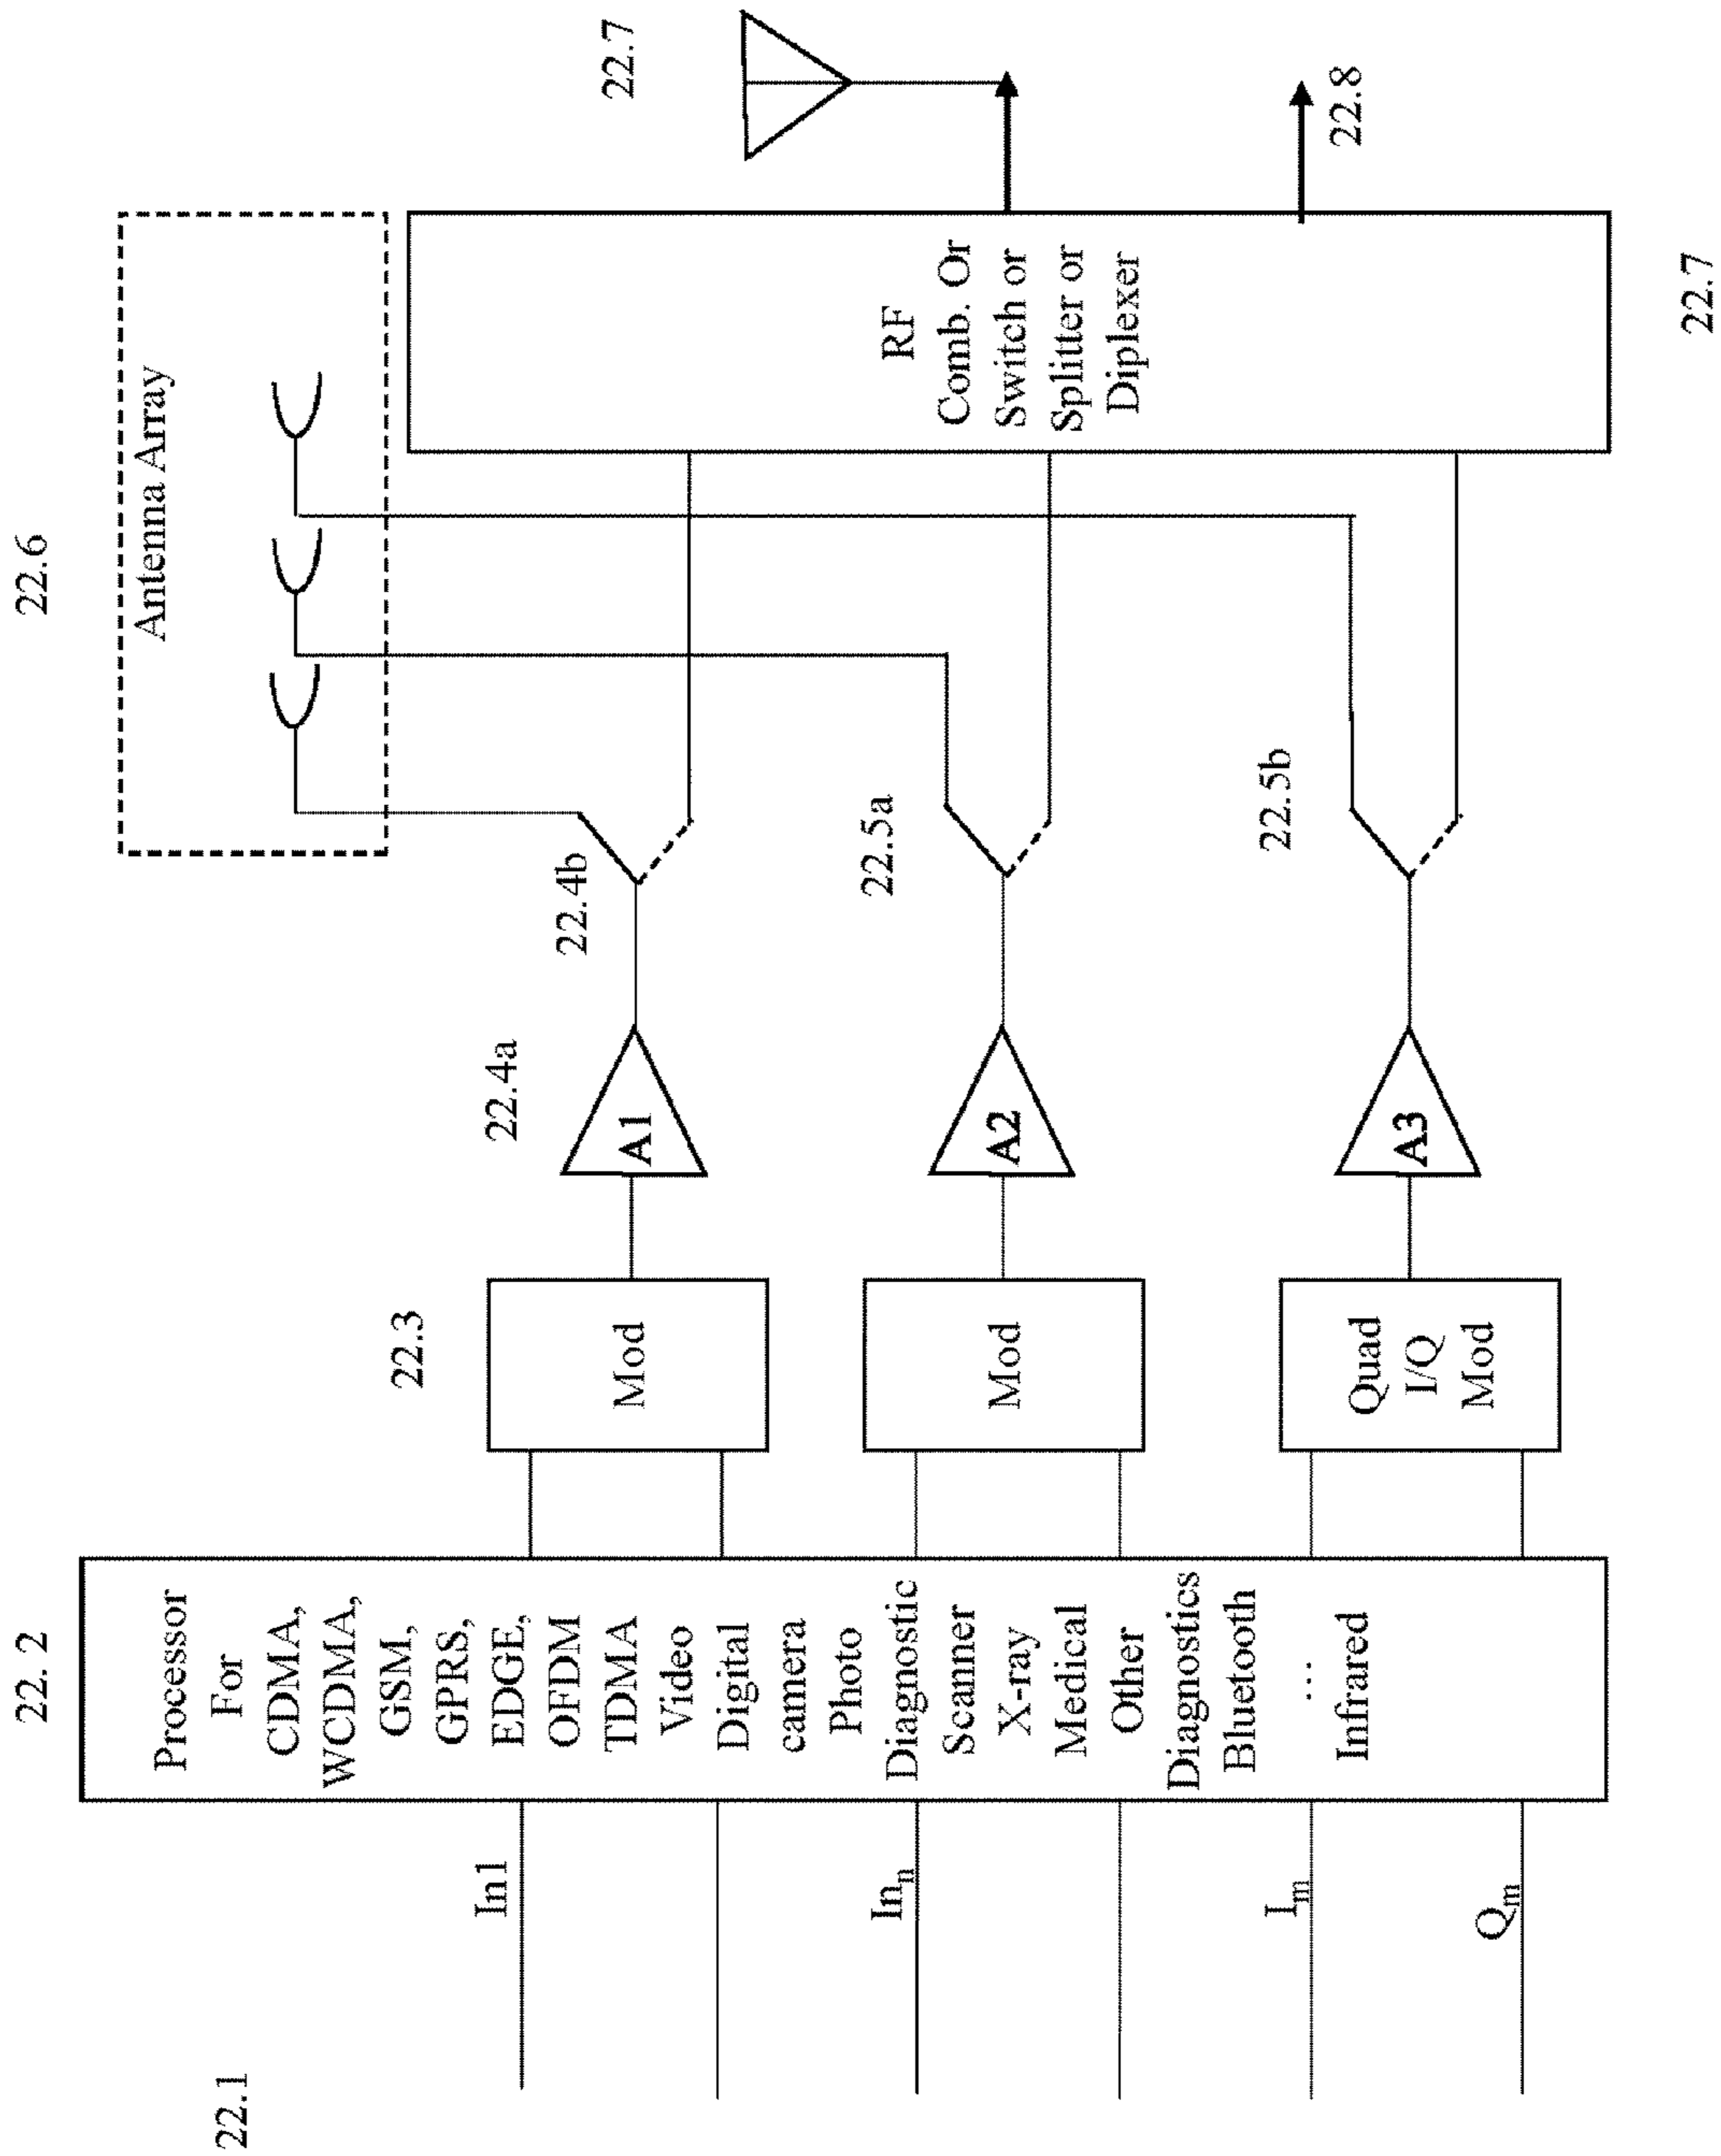 22.1
In1
Inn
Im
Qm
22. 2
Processor
For
CDMA,
WCDMA,
GSM,
GPRS,
EDGE,
OFDM
TDMA
Video
Digital
camera
Photo
Diagnostic
Scanner
X-ray
Medical
Other
Diagnostics
Bluetooth
...
Infrared
22.3
Mod
Mod
Quad
I/Q
Mod
22.4a
A1
A2
A3
22.4b
22.5a
22.5b
22.6
Antenna Array
RF
Comb. Or
Switch or
Splitter or
Diplexer
22.7
22.7
22.8